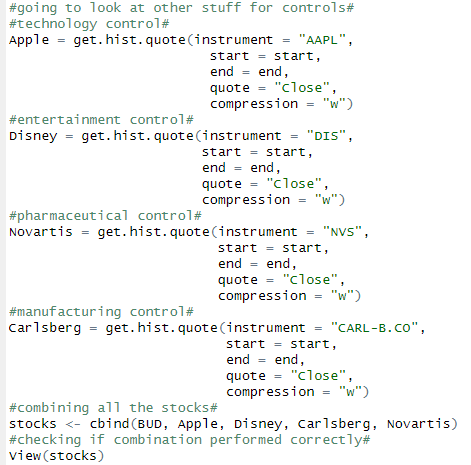 #going to look at other stuff for controls#
#technology control#
Apple = get.hist.quote(instrument = "AAPL",
start = start,
end = end,
quote = "Close",
compression = "w")
#entertainment control#
Disney = get.hist.quote(instrument = "DIS",
start = start,
end = end,
quote = "Close",
compression = "w")
#pharmaceutical control#
Novartis = get.hist.quote(instrument = "NVS",
start = start,
end = end,
quote = "Close",
compression = "w")
#manufacturing control#
Carlsberg = get.hist.quote(instrument = "CARL-B.CO",
start = start,
end = end,
quote = "Close",
compression = "w")
#combining all the stocks#
stocks <- cbind(BUD, Apple, Disney, Carlsberg, Novartis)
#checking if combination performed correctly#
View(stocks)